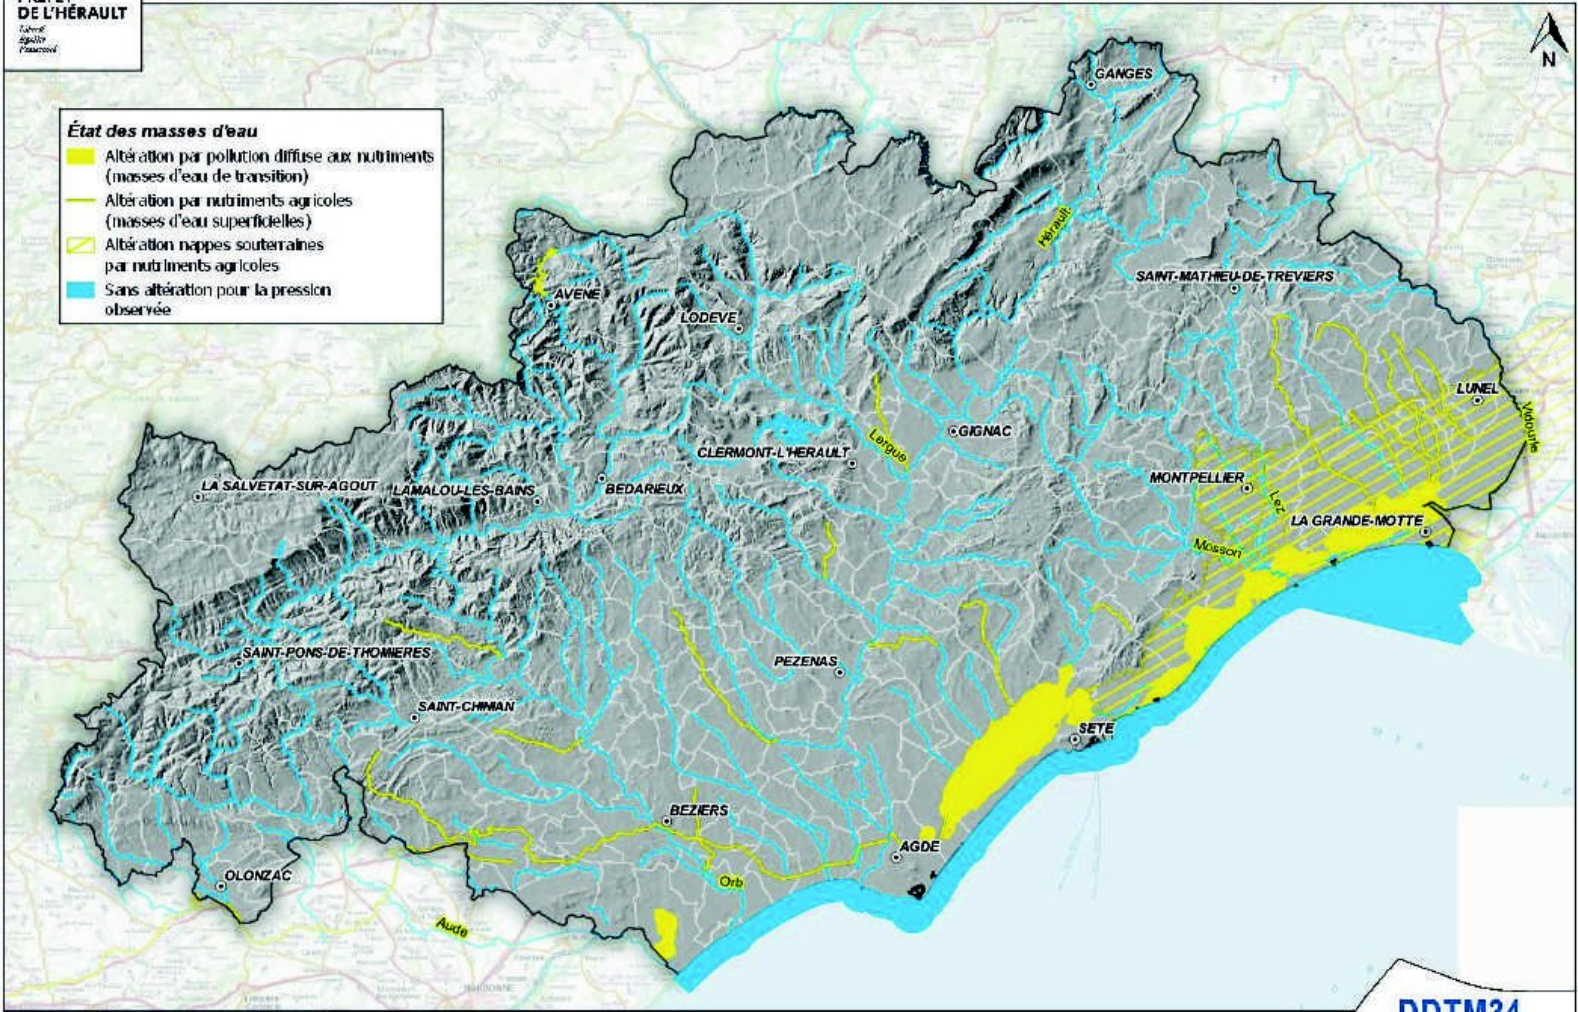 DE L'HÉRAULT
N
État des masses d'eau
Altération par pollution diffuse aux nutriments
(masses d'eau de transition)
Altération par nutriments agricoles
(masses d'eau superficielles)
Altération nappes souterraines
par nutriments agricoles
Sans altération pour la pression
observée
GANGES
Hérault
SAINT-MATHIEU-DE-TREVIERS
AVENE
LODEVE
LUNEL
Vidourle
GIGNAC
Lergue
CLERMONT-L'HERAULT
MONTPELLIER
LA SALVETAT-SUR-AGOUT
LAMALOU-LES-BAINS
BEDARIEUX
Lez
LA GRANDE-MOTTE
Mosson
SAINT-PONS-DE-THOMIERES
PEZENAS
SAINT-CHINIAN
SETE
BEZIERS
AGDE
OLONZAC
Orb
Aude
DDTM34